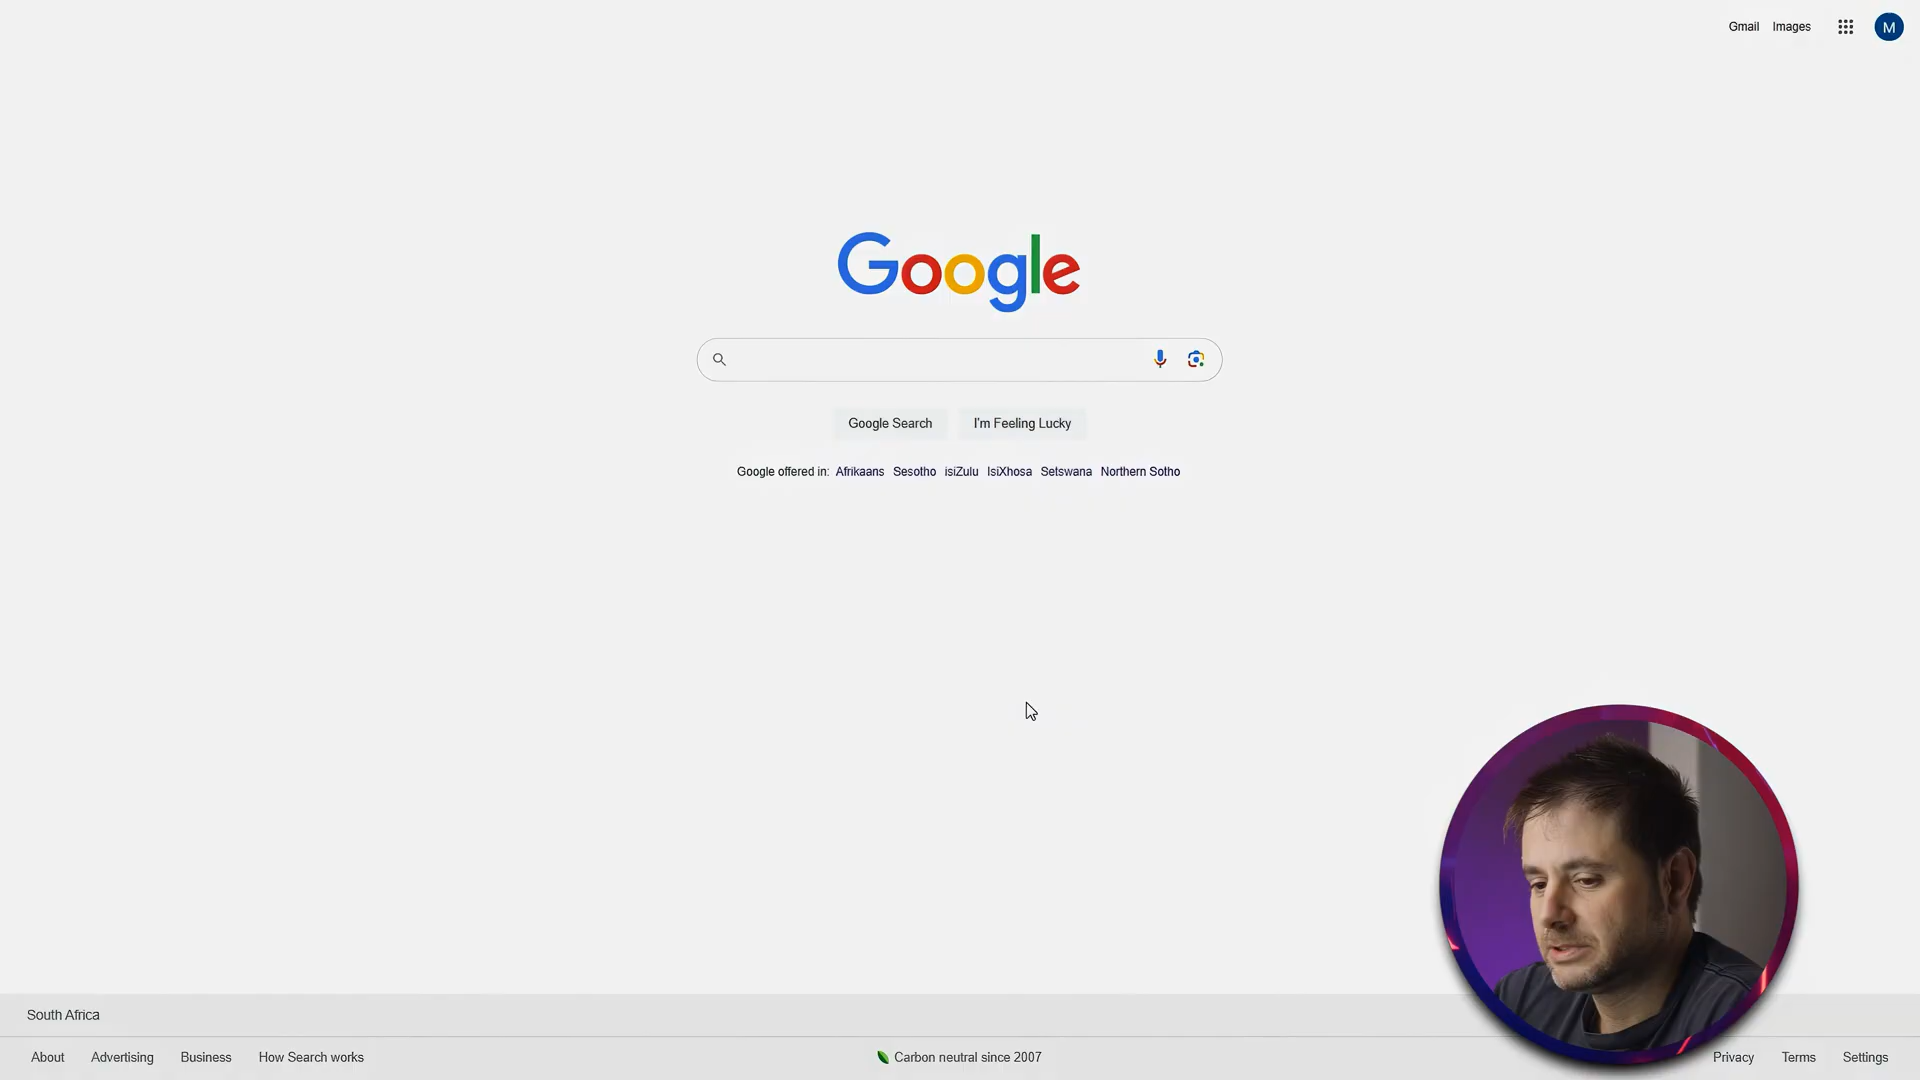 Gmail Images M
Google
Google Search I'm Feeling Lucky
Google offered in: Afrikaans Sesotho isiZulu IsiXhosa Setswana Northern Sotho
South Africa
About Advertising Business How Search works Carbon neutral since 2007 Privacy Terms Settings